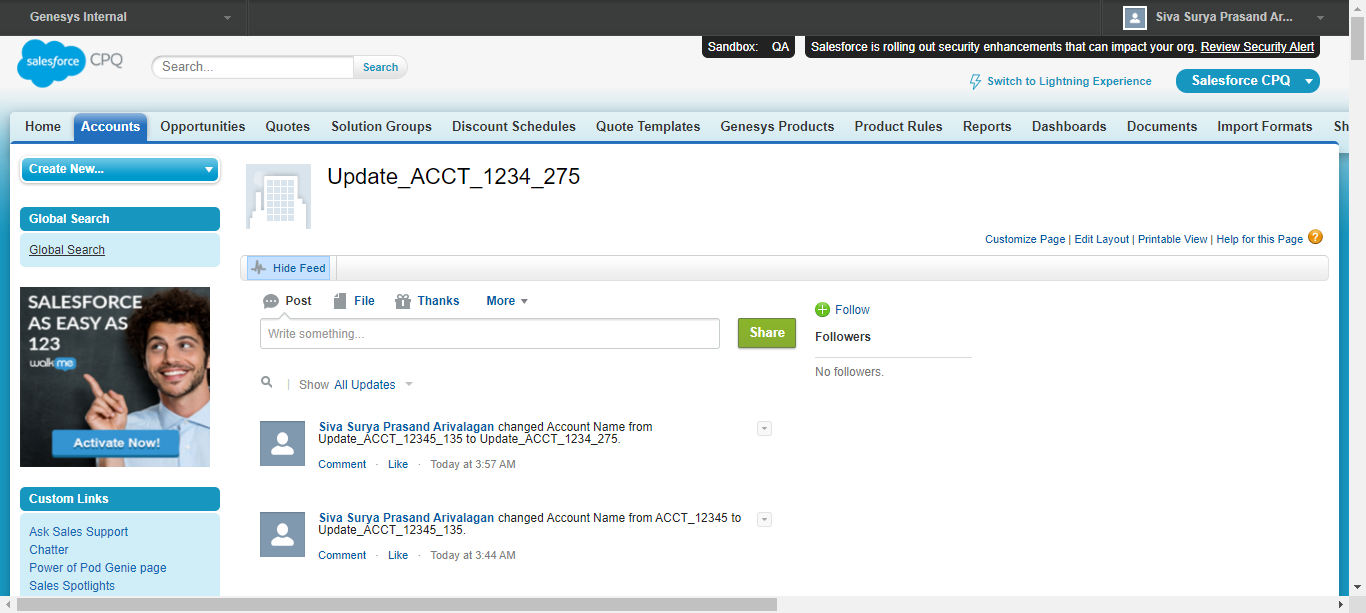 Genesys Internal
Siva Surya Prasand Ar...
salesforce CPQ
Search...
Search
Sandbox: QA
Salesforce is rolling out security enhancements that can impact your org. Review Security Alert
Switch to Lightning Experience
Salesforce CPQ
Home Accounts Opportunities Quotes Solution Groups Discount Schedules Quote Templates Genesys Products Product Rules Reports Dashboards Documents Import Formats Sh
Create New...
Global Search
Global Search
SALESFORCE
AS EASY AS
123
walkme
Activate Now!
Custom Links
Ask Sales Support
Chatter
Power of Pod Genie page
Sales Spotlights
Update_ACCT_1234_275
Customize Page | Edit Layout | Printable View | Help for this Page ?
Hide Feed
Post File Thanks More
Write something...
Share
Show All Updates
Siva Surya Prasand Arivalagan changed Account Name from
Update_ACCT_12345_135 to Update_ACCT_1234_275.
Comment · Like · Today at 3:57 AM
Siva Surya Prasand Arivalagan changed Account Name from ACCT_12345 to
Update_ACCT_12345_135.
Comment · Like · Today at 3:44 AM
Follow
Followers
No followers.